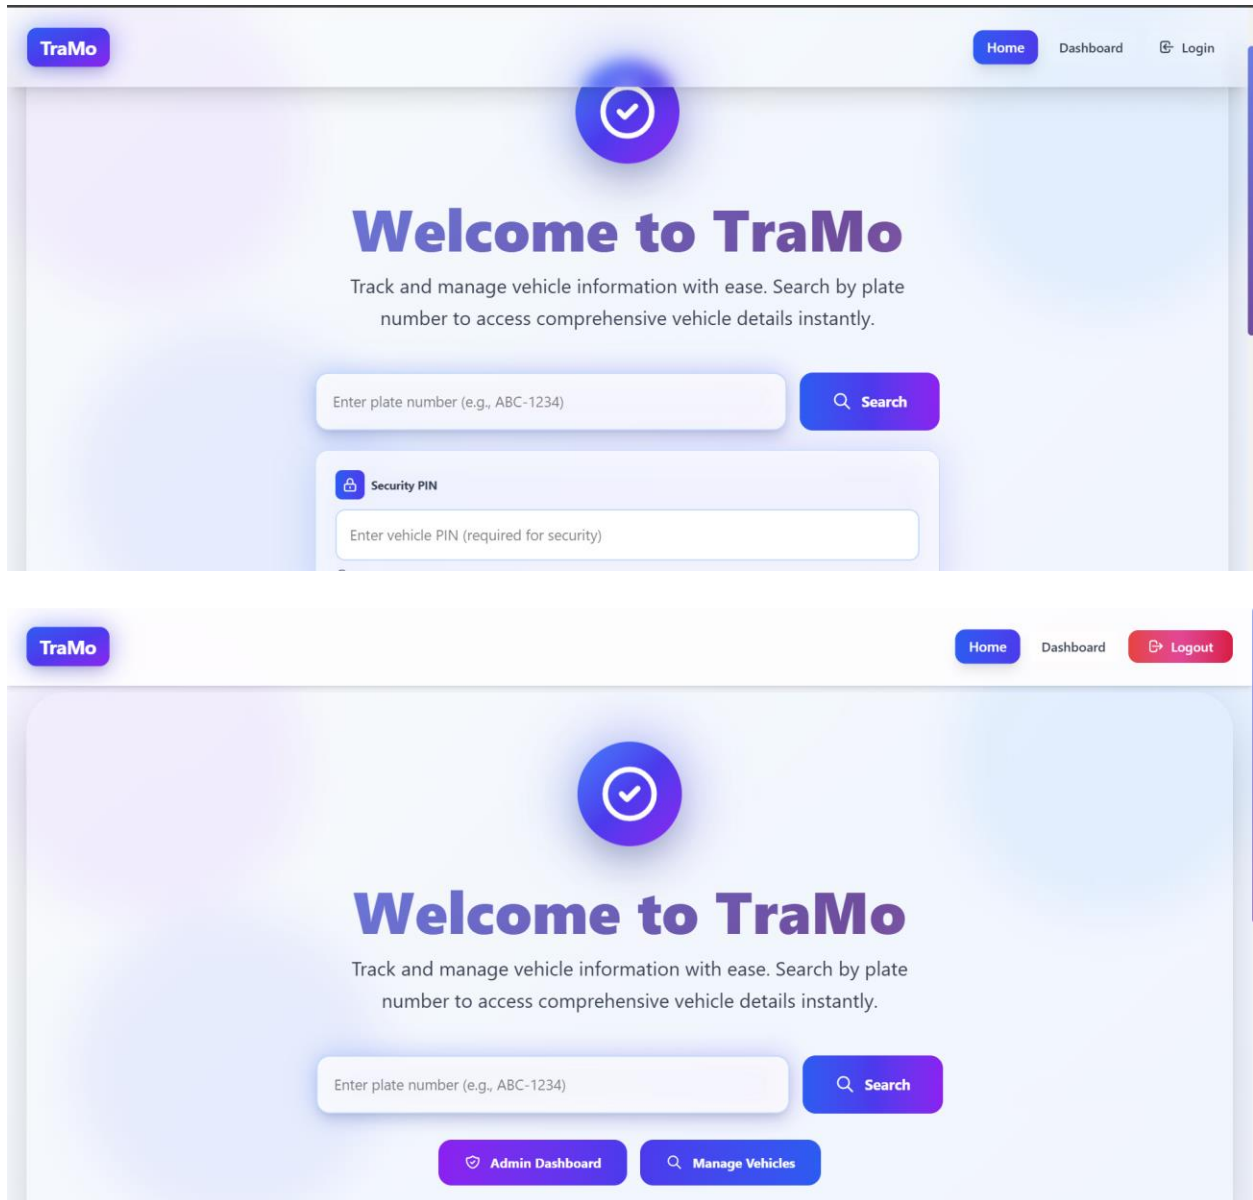 TraMo
Home Dashboard Login
Welcome to TraMo
Track and manage vehicle information with ease. Search by plate
number to access comprehensive vehicle details instantly.
Enter plate number (e.g., ABC-1234) Search
Security PIN
Enter vehicle PIN (required for security)
TraMo
Home Dashboard Logout
Welcome to TraMo
Track and manage vehicle information with ease. Search by plate
number to access comprehensive vehicle details instantly.
Enter plate number (e.g., ABC-1234) Search
Admin Dashboard Manage Vehicles